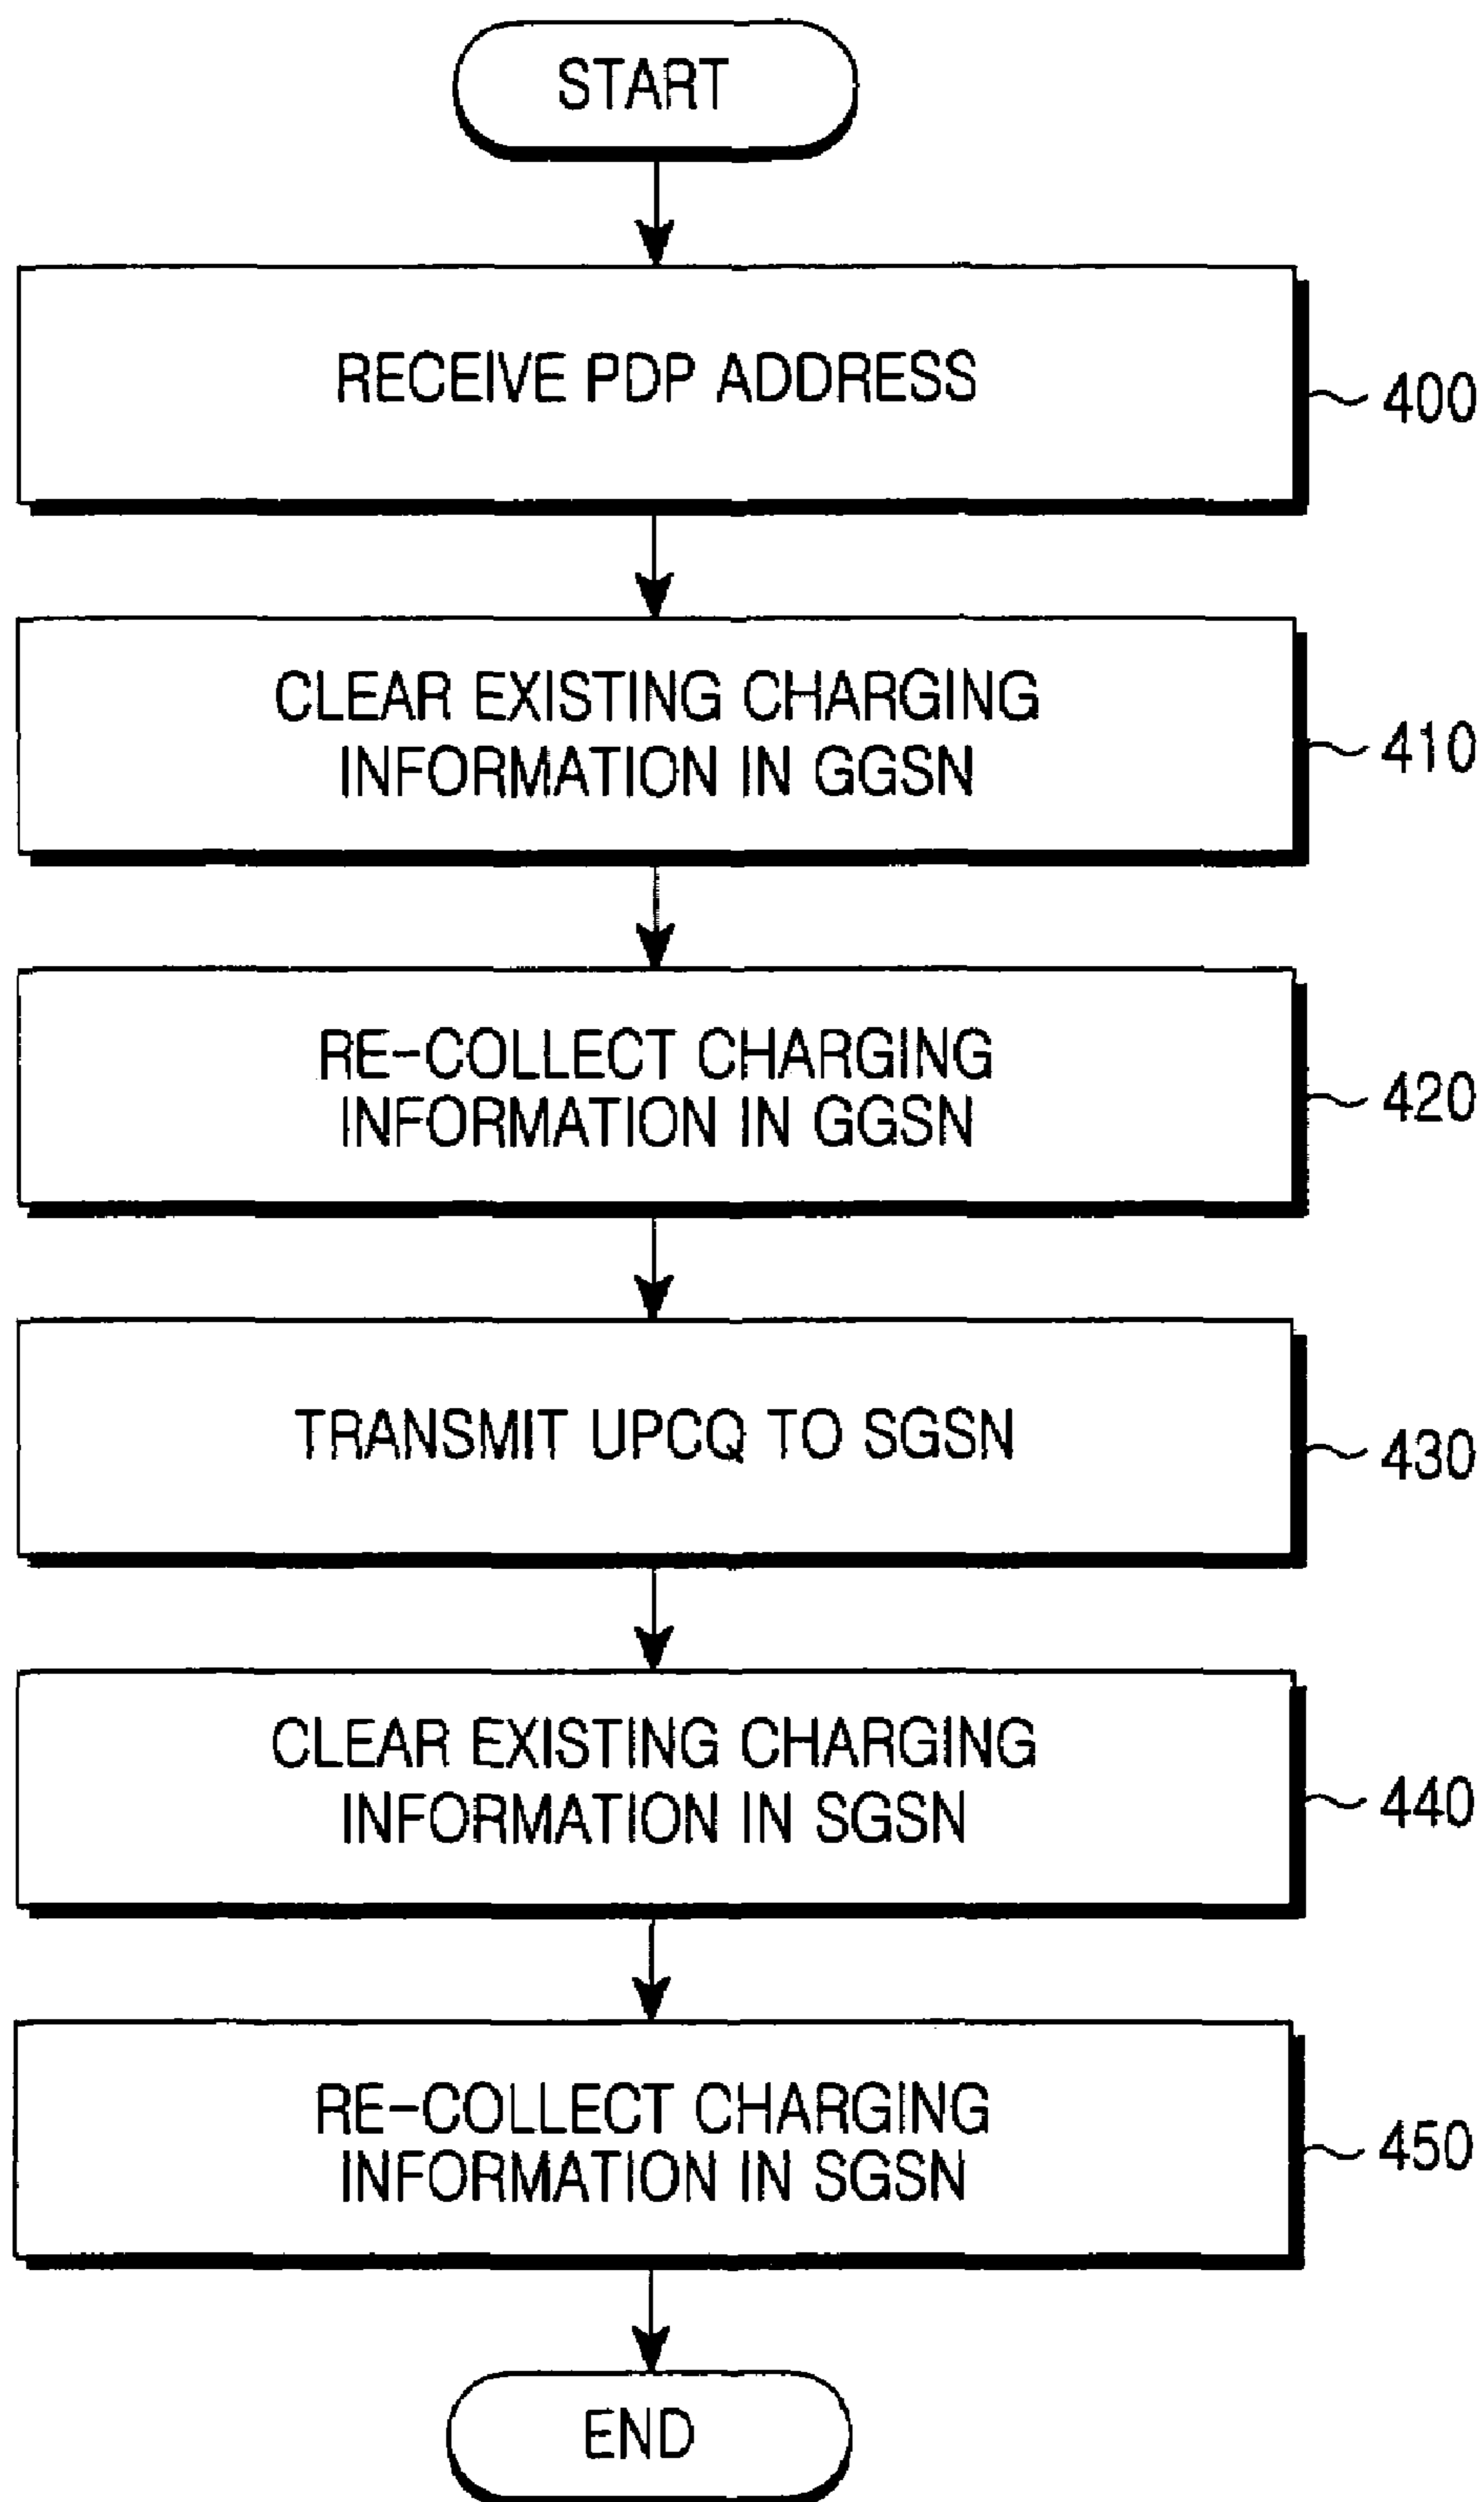 START
RECEIVE PDP ADDRESS
400
CLEAR EXISTING CHARGING
INFORMATION IN GGSN
410
RE-COLLECT CHARGING
INFORMATION IN GGSN
420
TRANSMIT UPCQ TO SGSN
430
CLEAR EXISTING CHARGING
INFORMATION IN SGSN
440
RE-COLLECT CHARGING
INFORMATION IN SGSN
450
END